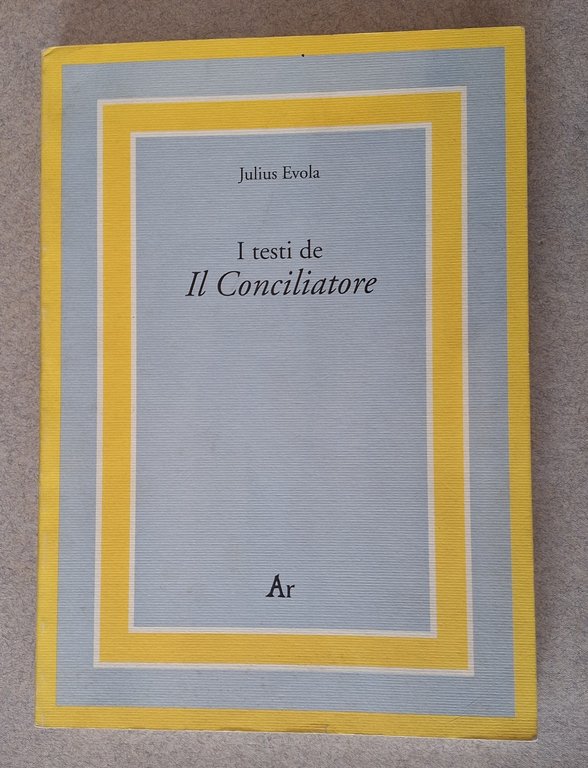 Julius Evola
I testi de
Il Conciliatore
Ar